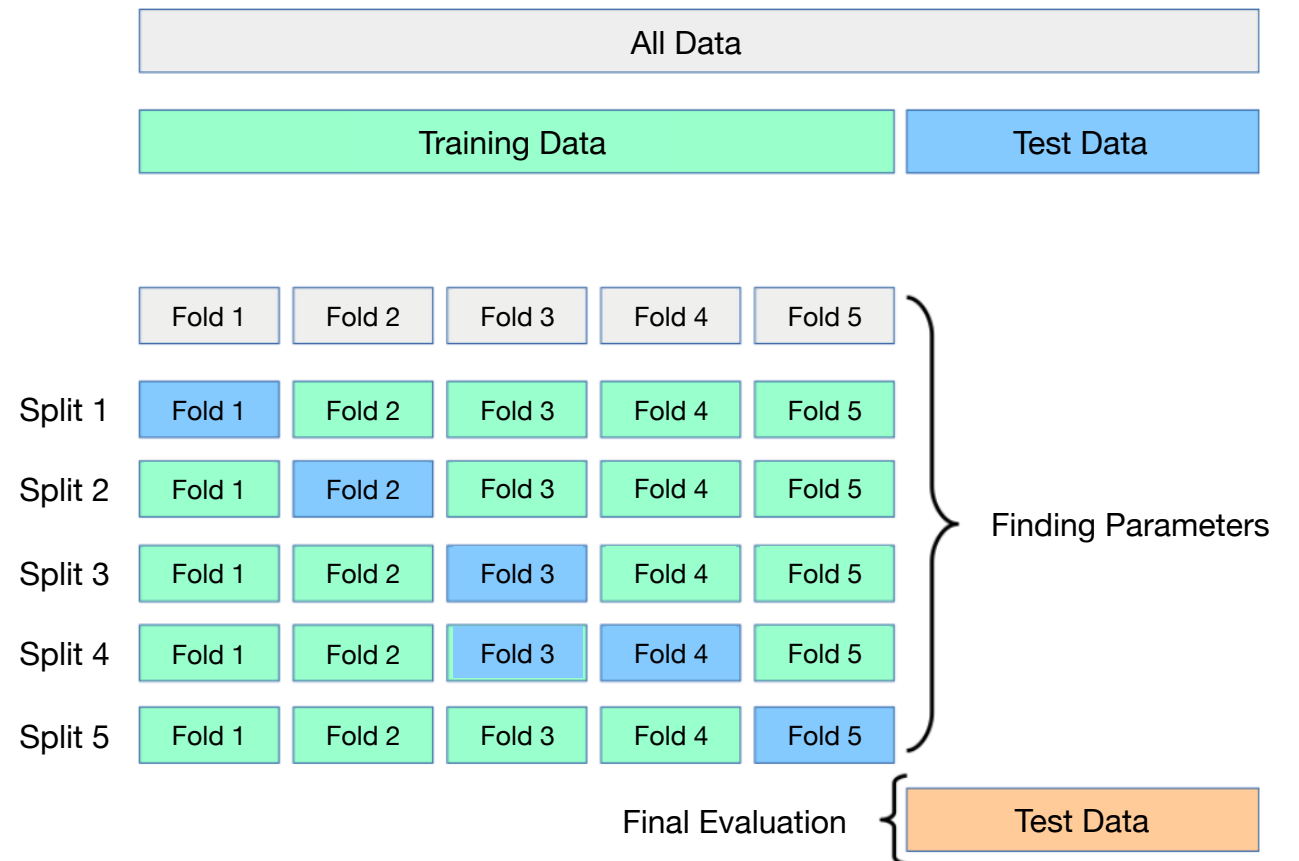 All Data
Training Data Test Data
Fold 1 Fold 2 Fold 3 Fold 4 Fold 5
Split 1 Fold 1 Fold 2 Fold 3 Fold 4 Fold 5
Split 2 Fold 1 Fold 2 Fold 3 Fold 4 Fold 5
Finding Parameters
Split 3 Fold 1 Fold 2 Fold 3 Fold 4 Fold 5
Split 4 Fold 1 Fold 2 Fold 3 Fold 4 Fold 5
Split 5 Fold 1 Fold 2 Fold 3 Fold 4 Fold 5
Final Evaluation Test Data